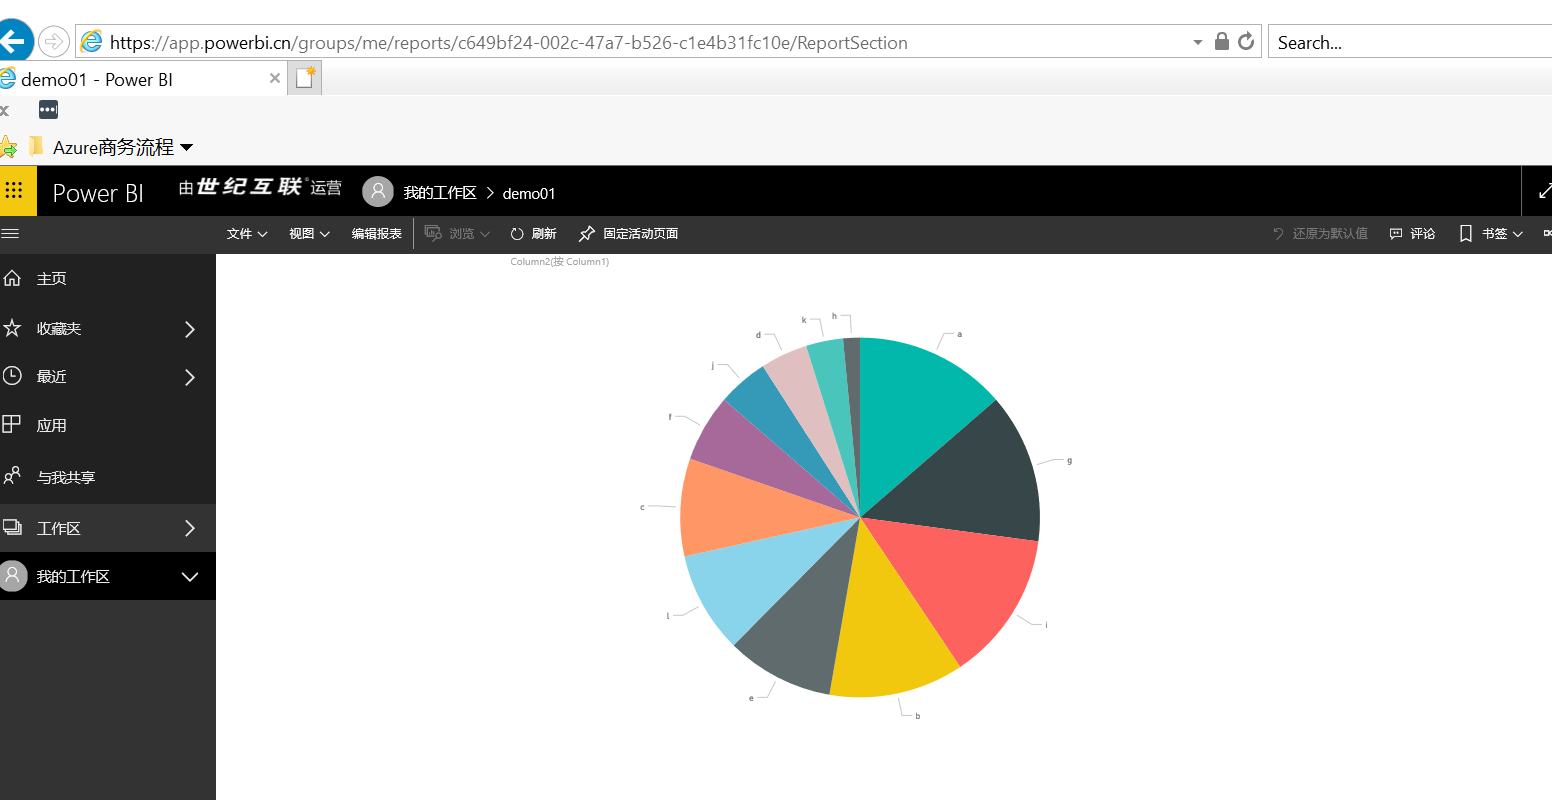 https://app.powerbi.cn/groups/me/reports/c649bf24-002c-47a7-b526-c1e4b31fc10e/ReportSection
Search...
demo01 - Power BI
Azure商务流程
Power BI
由世纪互联运营
我的工作区 > demo01
文件
视图
编辑报表
浏览
刷新
固定活动页面
还原为默认值
评论
书签
主页
收藏夹
最近
应用
与我共享
工作区
我的工作区
Column2(按 Column1)
h
k
a
d
j
f
g
c
l
i
e
b